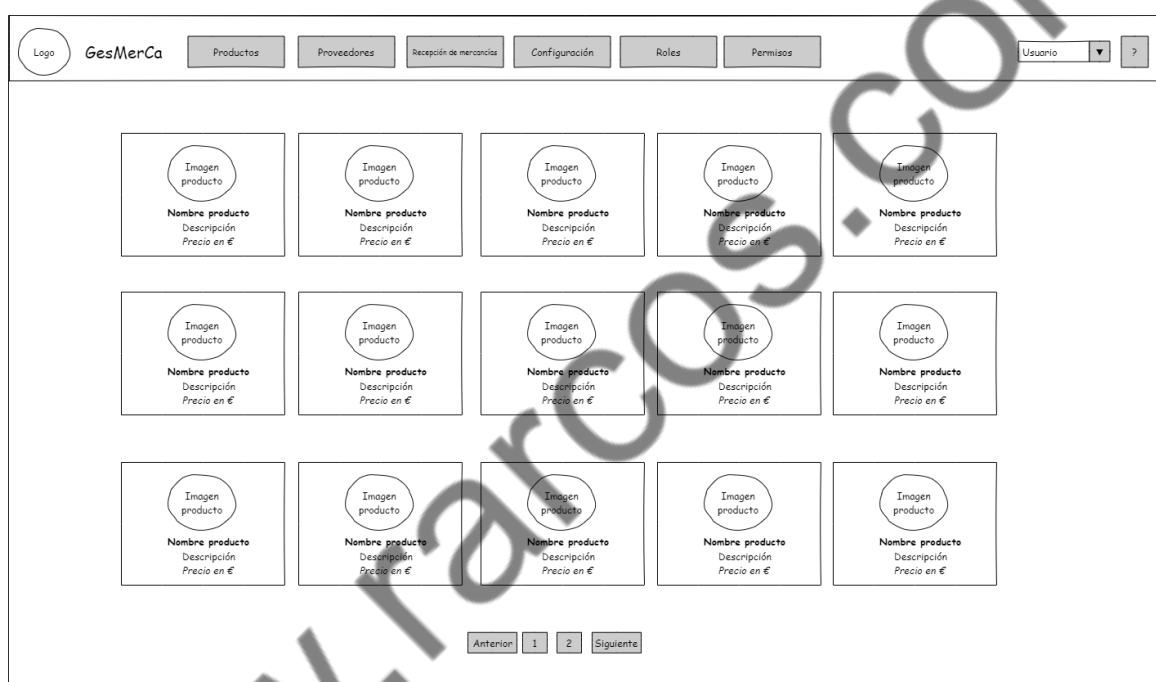 Logo
GesMerCa
Productos
Proveedores
Recepción de mercancías
Configuración
Roles
Permisos
Usuario
▼
?
Imagen
producto
Nombre producto
Descripción
Precio en €
Imagen
producto
Nombre producto
Descripción
Precio en €
Imagen
producto
Nombre producto
Descripción
Precio en €
Imagen
producto
Nombre producto
Descripción
Precio en €
Imagen
producto
Nombre producto
Descripción
Precio en €
Imagen
producto
Nombre producto
Descripción
Precio en €
Imagen
producto
Nombre producto
Descripción
Precio en €
Imagen
producto
Nombre producto
Descripción
Precio en €
Imagen
producto
Nombre producto
Descripción
Precio en €
Imagen
producto
Nombre producto
Descripción
Precio en €
Imagen
producto
Nombre producto
Descripción
Precio en €
Imagen
producto
Nombre producto
Descripción
Precio en €
Imagen
producto
Nombre producto
Descripción
Precio en €
Imagen
producto
Nombre producto
Descripción
Precio en €
Imagen
producto
Nombre producto
Descripción
Precio en €
Anterior
1
2
Siguiente
.rarcos.co